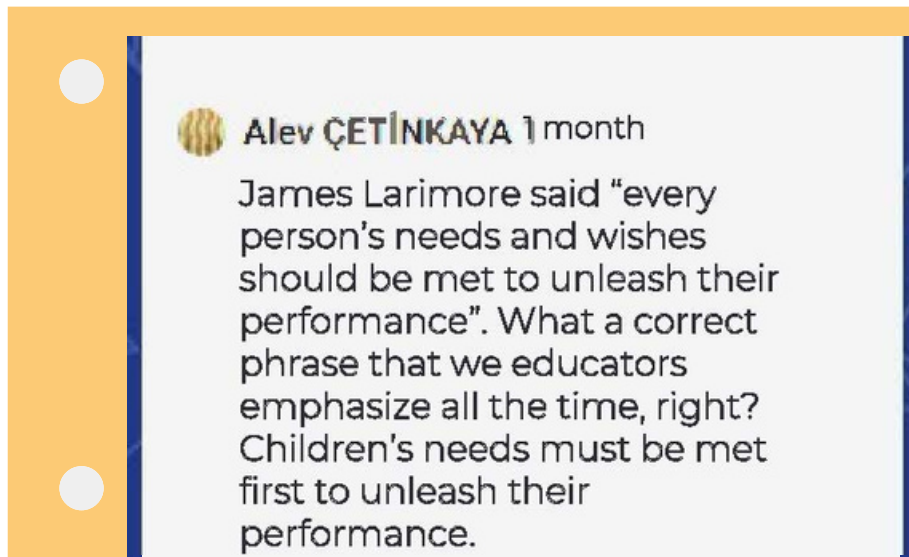 Alev ÇETİNKAYA 1 month
James Larimore said “every
person’s needs and wishes
should be met to unleash their
performance”. What a correct
phrase that we educators
emphasize all the time, right?
Children’s needs must be met
first to unleash their
performance.